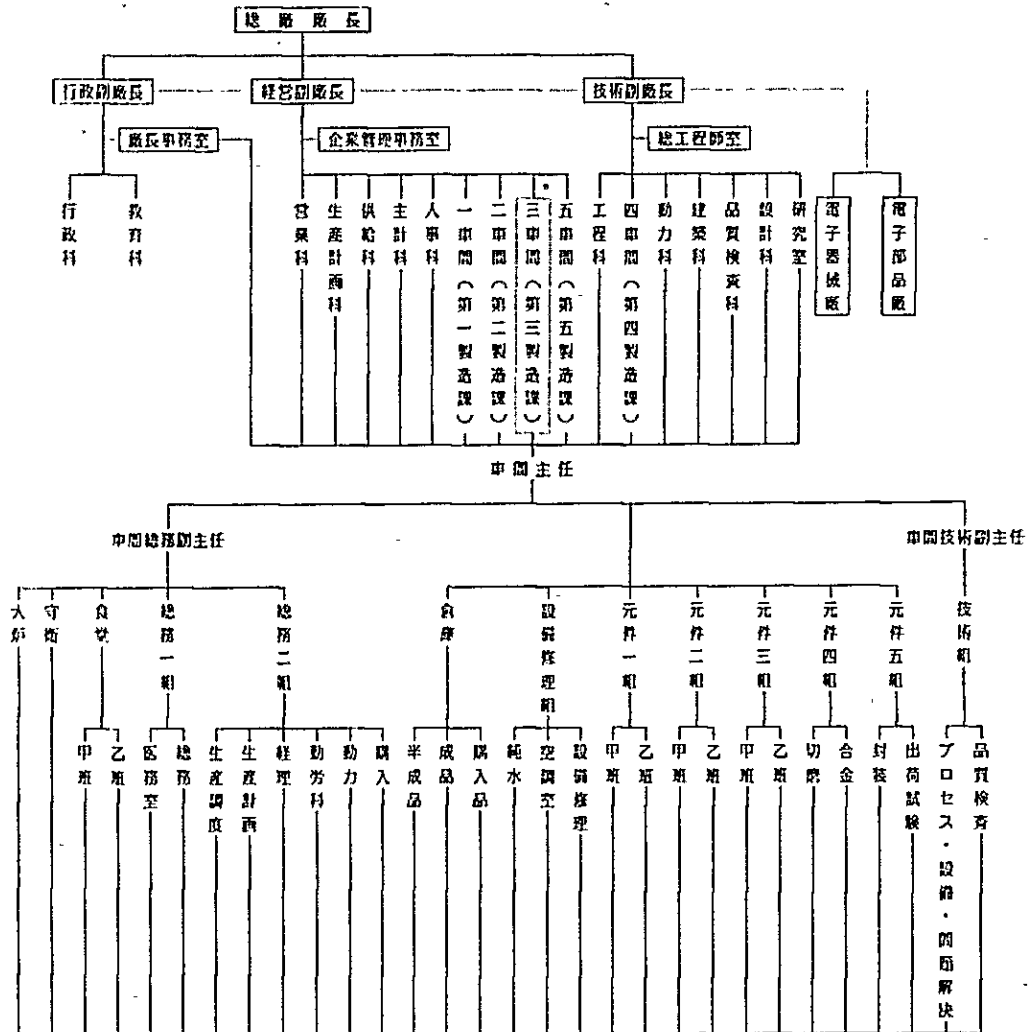 総廠廠長
行政副廠長
経営副廠長
技術副廠長
廠長事務室
企業管理事務室
総工程師室
行政科
教育科
営業科
生産計画科
供給科
主計科
人事科
一車間(第一製造課)
二車間(第二製造課)
三車間(第三製造課)
五車間(第五製造課)
工程科
四車間(第四製造課)
動力科
建築科
品質検査科
設計科
研究室
電子器械廠
電子部品廠
車間主任
車間総務副主任
車間技術副主任
守衛
食堂
総務一組
総務二組
倉庫
設備修理組
元件一組
元件二組
元件三組
元件四組
元件五組
技術組
甲班
乙班
医務室
総務
生産調度
生産計画
経理
勤労科
動力
購入
半成品
成品
購入品
純水
空調室
設備修理
甲班
乙班
甲班
乙班
甲班
乙班
切磨
合金
封装
出荷試験
プロセス・設備・問題解決
品質検査